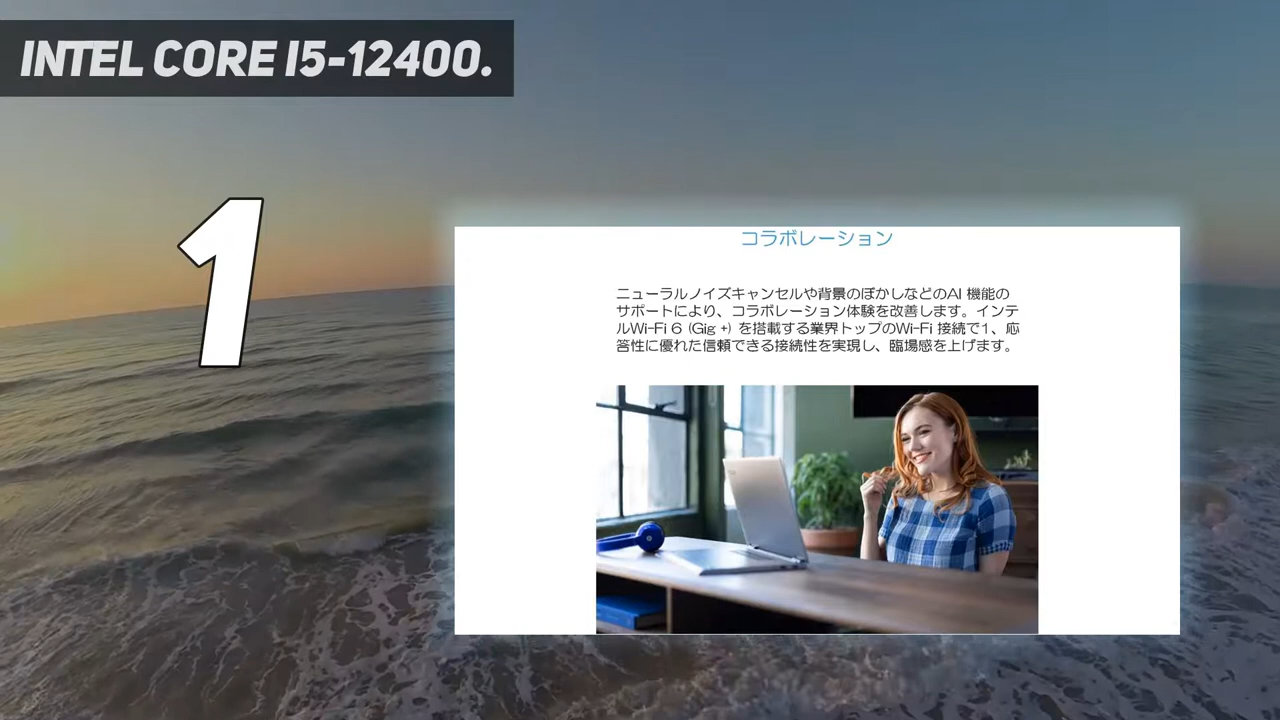 INTEL CORE I5-12400.
1
コラボレーション
ニューラルノイズキャンセルや背景のぼかしなどのAI 機能の
サポートにより、コラボレーション体験を改善します。インテ
ルWi-Fi 6 (Gig +) を搭載する業界トップのWi-Fi 接続で1、応
答性に優れた信頼できる接続性を実現し、臨場感を上げます。